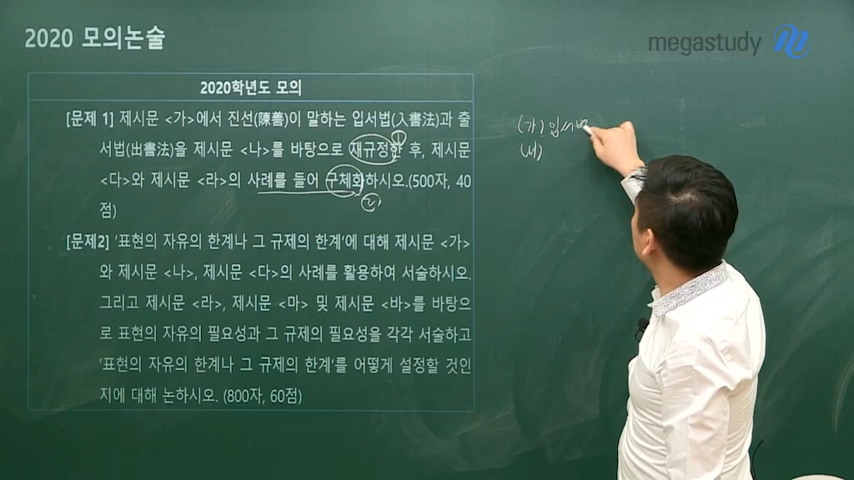 2020 모의논술
megastudy
2020학년도 모의
[문제 1] 제시문 <가>에서 진선(陳善)이 말하는 입서법(入書法)과 출
서법(出書法)을 제시문 <나>를 바탕으로 재규정한 후, 제시문
<다>와 제시문 <라>의 사례를 들어 구체화하시오.(500자, 40
점)
[문제2] ‘표현의 자유의 한계나 그 규제의 한계’에 대해 제시문 <가>
와 제시문 <나>, 제시문 <다>의 사례를 활용하여 서술하시오.
그리고 제시문 <라>, 제시문 <마> 및 제시문 <바>를 바탕으
로 표현의 자유의 필요성과 그 규제의 필요성을 각각 서술하고
‘표현의 자유의 한계나 그 규제의 한계’를 어떻게 설정할 것인
지에 대해 논하시오. (800자, 60점)
①
②
(가) 입서법
(나)